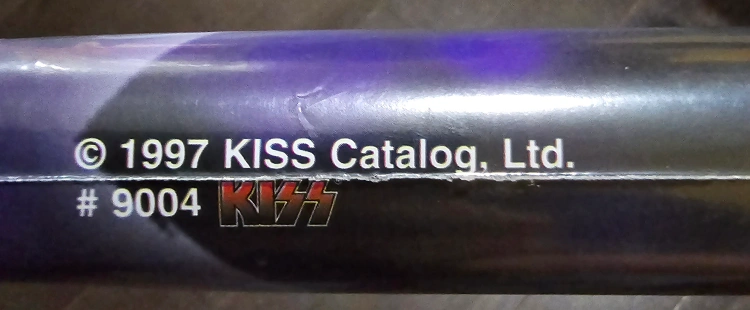 © 1997 KISS Catalog, Ltd.
# 9004 KISS